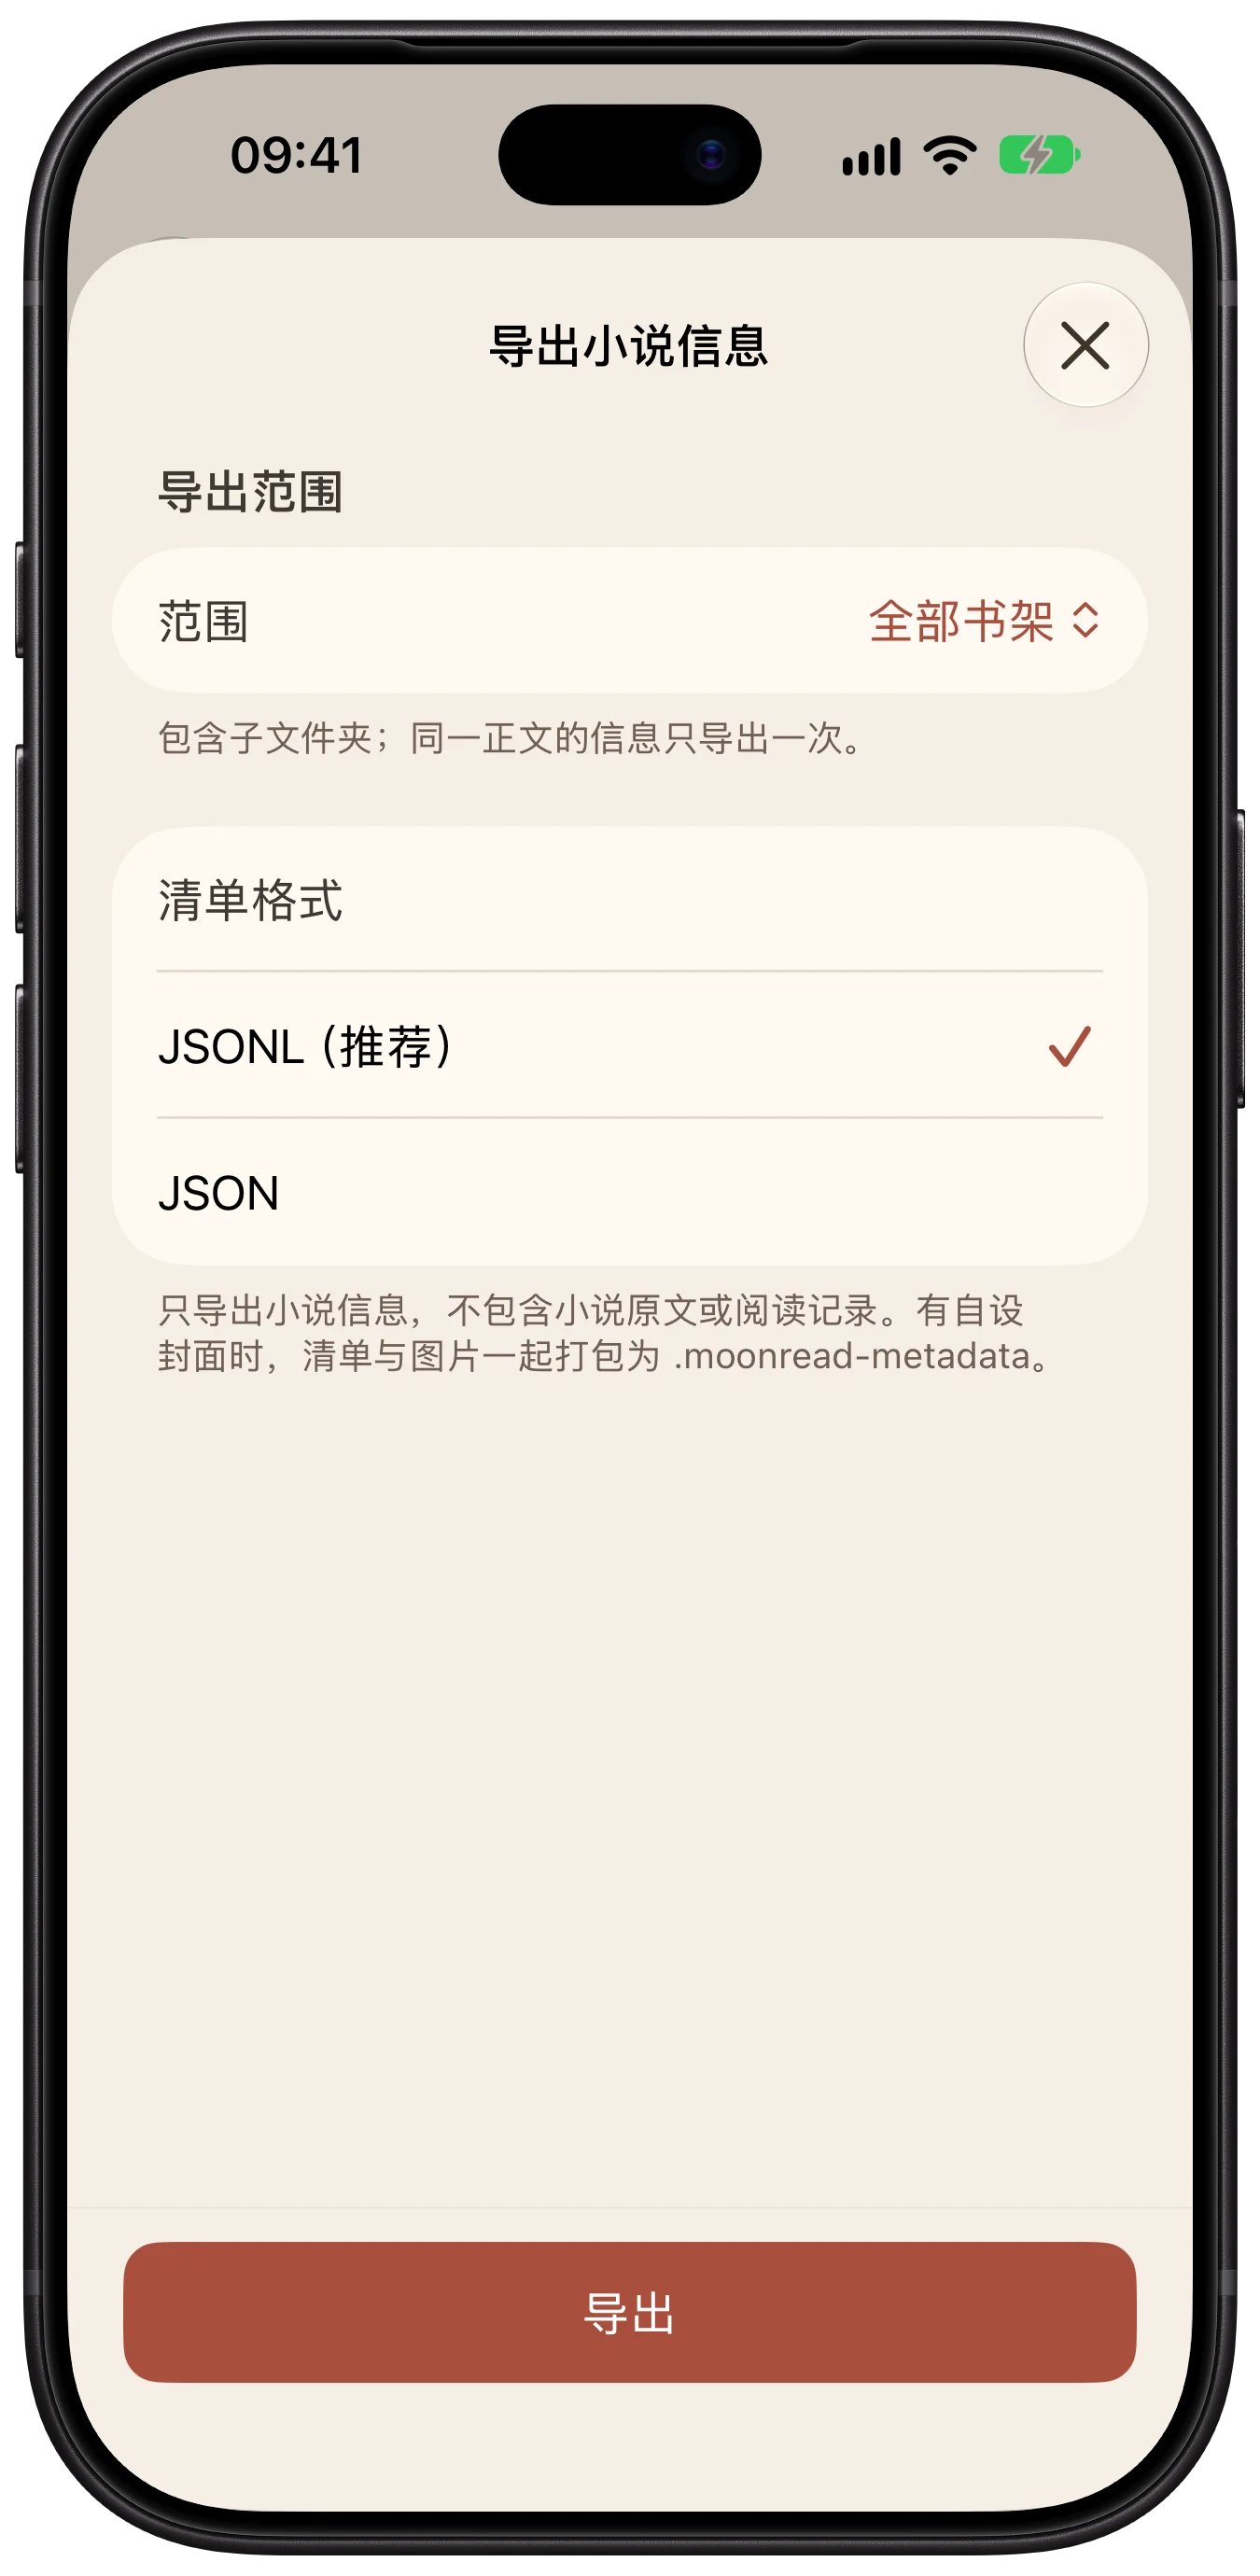 09:41
导出小说信息
导出范围
范围
全部书架
包含子文件夹；同一正文的信息只导出一次。
清单格式
JSONL（推荐）
JSON
只导出小说信息，不包含小说原文或阅读记录。有自设
封面时，清单与图片一起打包为 .moonread-metadata。
导出